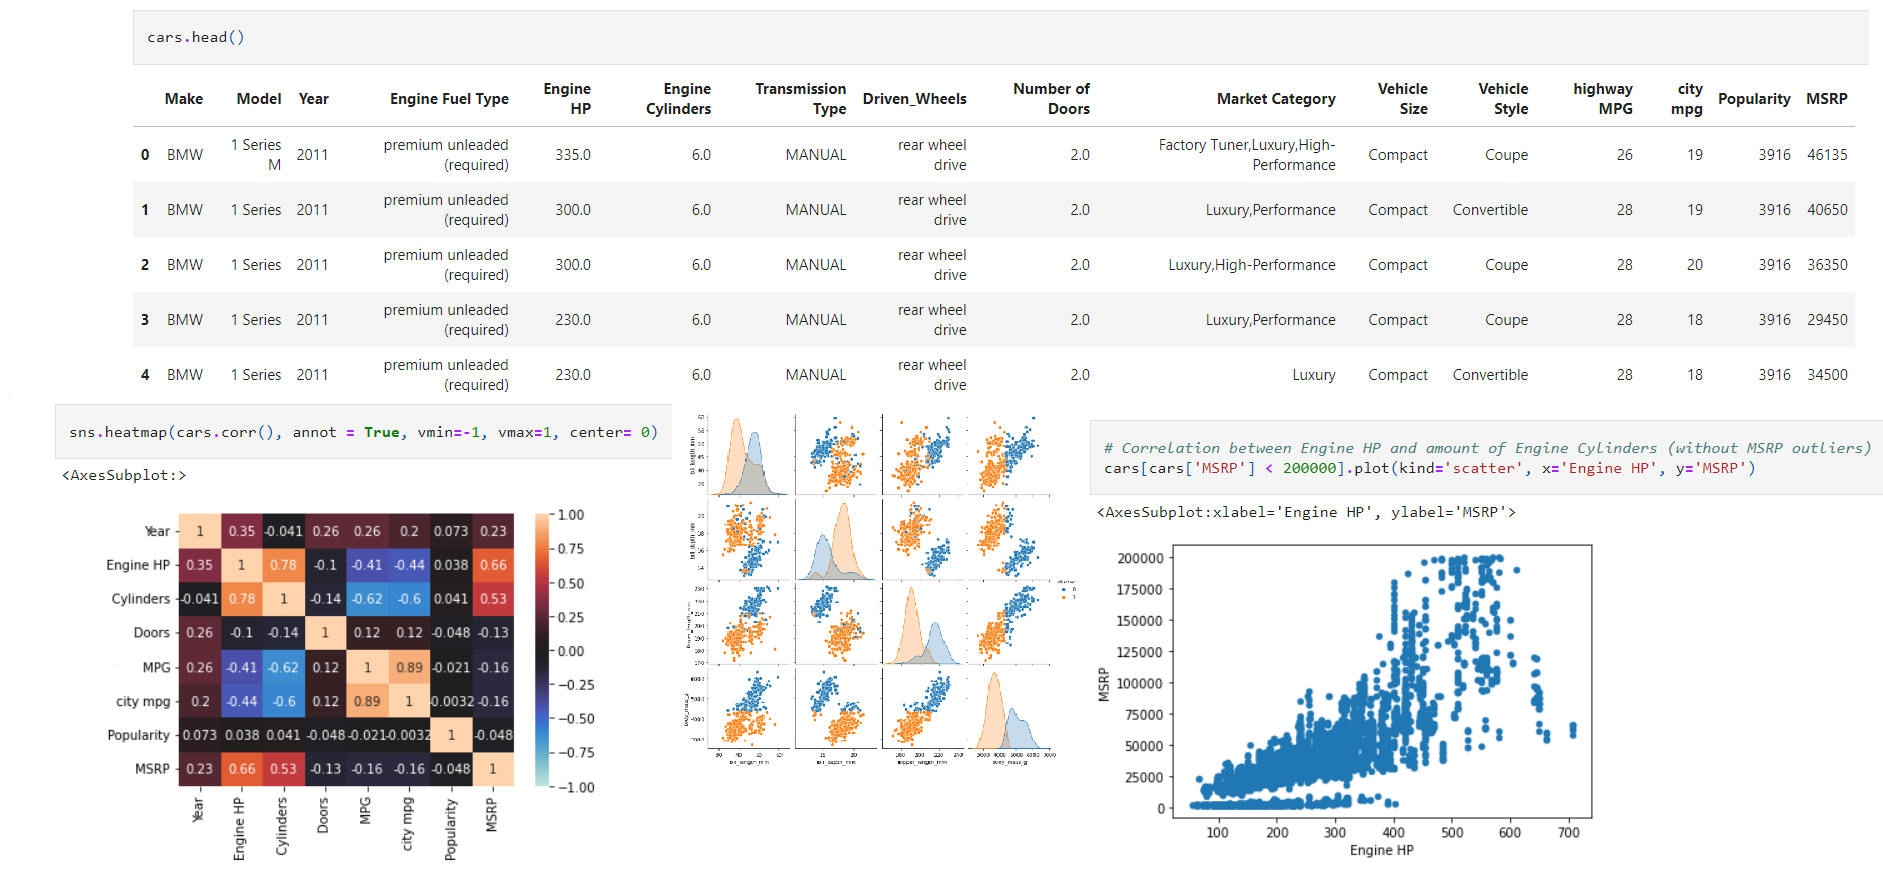 cars.head()
Make Model Year Engine Fuel Type Engine HP Engine Cylinders Transmission Type Driven_Wheels Number of Doors Market Category Vehicle Size Vehicle Style highway MPG city mpg Popularity MSRP
0 BMW 1 Series M 2011 premium unleaded (required) 335.0 6.0 MANUAL rear wheel drive 2.0 Factory Tuner,Luxury,High-Performance Compact Coupe 26 19 3916 46135
1 BMW 1 Series 2011 premium unleaded (required) 300.0 6.0 MANUAL rear wheel drive 2.0 Luxury,Performance Compact Convertible 28 19 3916 40650
2 BMW 1 Series 2011 premium unleaded (required) 300.0 6.0 MANUAL rear wheel drive 2.0 Luxury,High-Performance Compact Coupe 28 20 3916 36350
3 BMW 1 Series 2011 premium unleaded (required) 230.0 6.0 MANUAL rear wheel drive 2.0 Luxury,Performance Compact Coupe 28 18 3916 29450
4 BMW 1 Series 2011 premium unleaded (required) 230.0 6.0 MANUAL rear wheel drive 2.0 Luxury Compact Convertible 28 18 3916 34500
sns.heatmap(cars.corr(), annot = True, vmin=-1, vmax=1, center= 0)
<AxesSubplot:>
Year 1 0.35 -0.041 0.26 0.26 0.2 0.073 0.23
Engine HP 0.35 1 0.78 -0.1 -0.41 -0.44 0.038 0.66
Cylinders -0.041 0.78 1 -0.14 -0.62 -0.6 0.041 0.53
Doors 0.26 -0.1 -0.14 1 0.12 0.12 -0.048 -0.13
MPG 0.26 -0.41 -0.62 0.12 1 0.89 -0.021 -0.16
city mpg 0.2 -0.44 -0.6 0.12 0.89 1 -0.0032 -0.16
Popularity 0.073 0.038 0.041 -0.048 -0.021 -0.0032 1 -0.048
MSRP 0.23 0.66 0.53 -0.13 -0.16 -0.16 -0.048 1
Year Engine HP Cylinders Doors MPG city mpg Popularity MSRP
1.00
0.75
0.50
0.25
0.00
-0.25
-0.50
-0.75
-1.00
bill_length_mm
bill_depth_mm
flipper_length_mm
body_mass_g
# Correlation between Engine HP and amount of Engine Cylinders (without MSRP outliers)
cars[cars['MSRP'] < 200000].plot(kind='scatter', x='Engine HP', y='MSRP')
<AxesSubplot:xlabel='Engine HP', ylabel='MSRP'>
200000
175000
150000
125000
100000
75000
50000
25000
0
MSRP
100 200 300 400 500 600 700
Engine HP